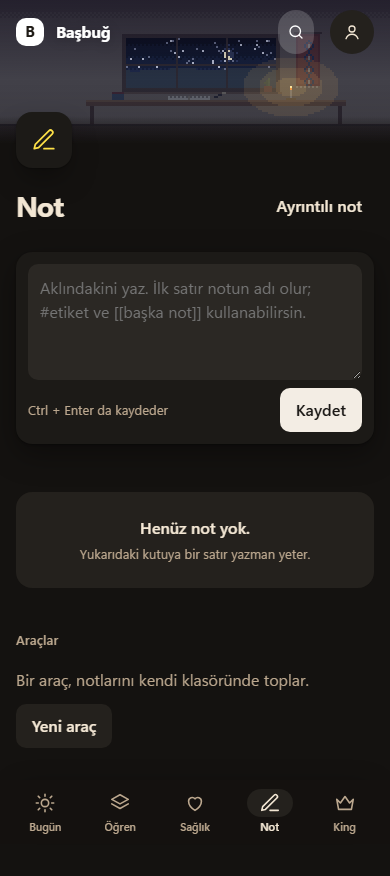 B Başbuğ
Not
Ayrıntılı not
Aklındakini yaz. İlk satır notun adı olur;
#etiket ve [[başka not]] kullanabilirsin.
Ctrl + Enter da kaydeder
Kaydet
Henüz not yok.
Yukarıdaki kutuya bir satır yazman yeter.
Araçlar
Bir araç, notlarını kendi klasöründe toplar.
Yeni araç
Bugün Öğren Sağlık Not King